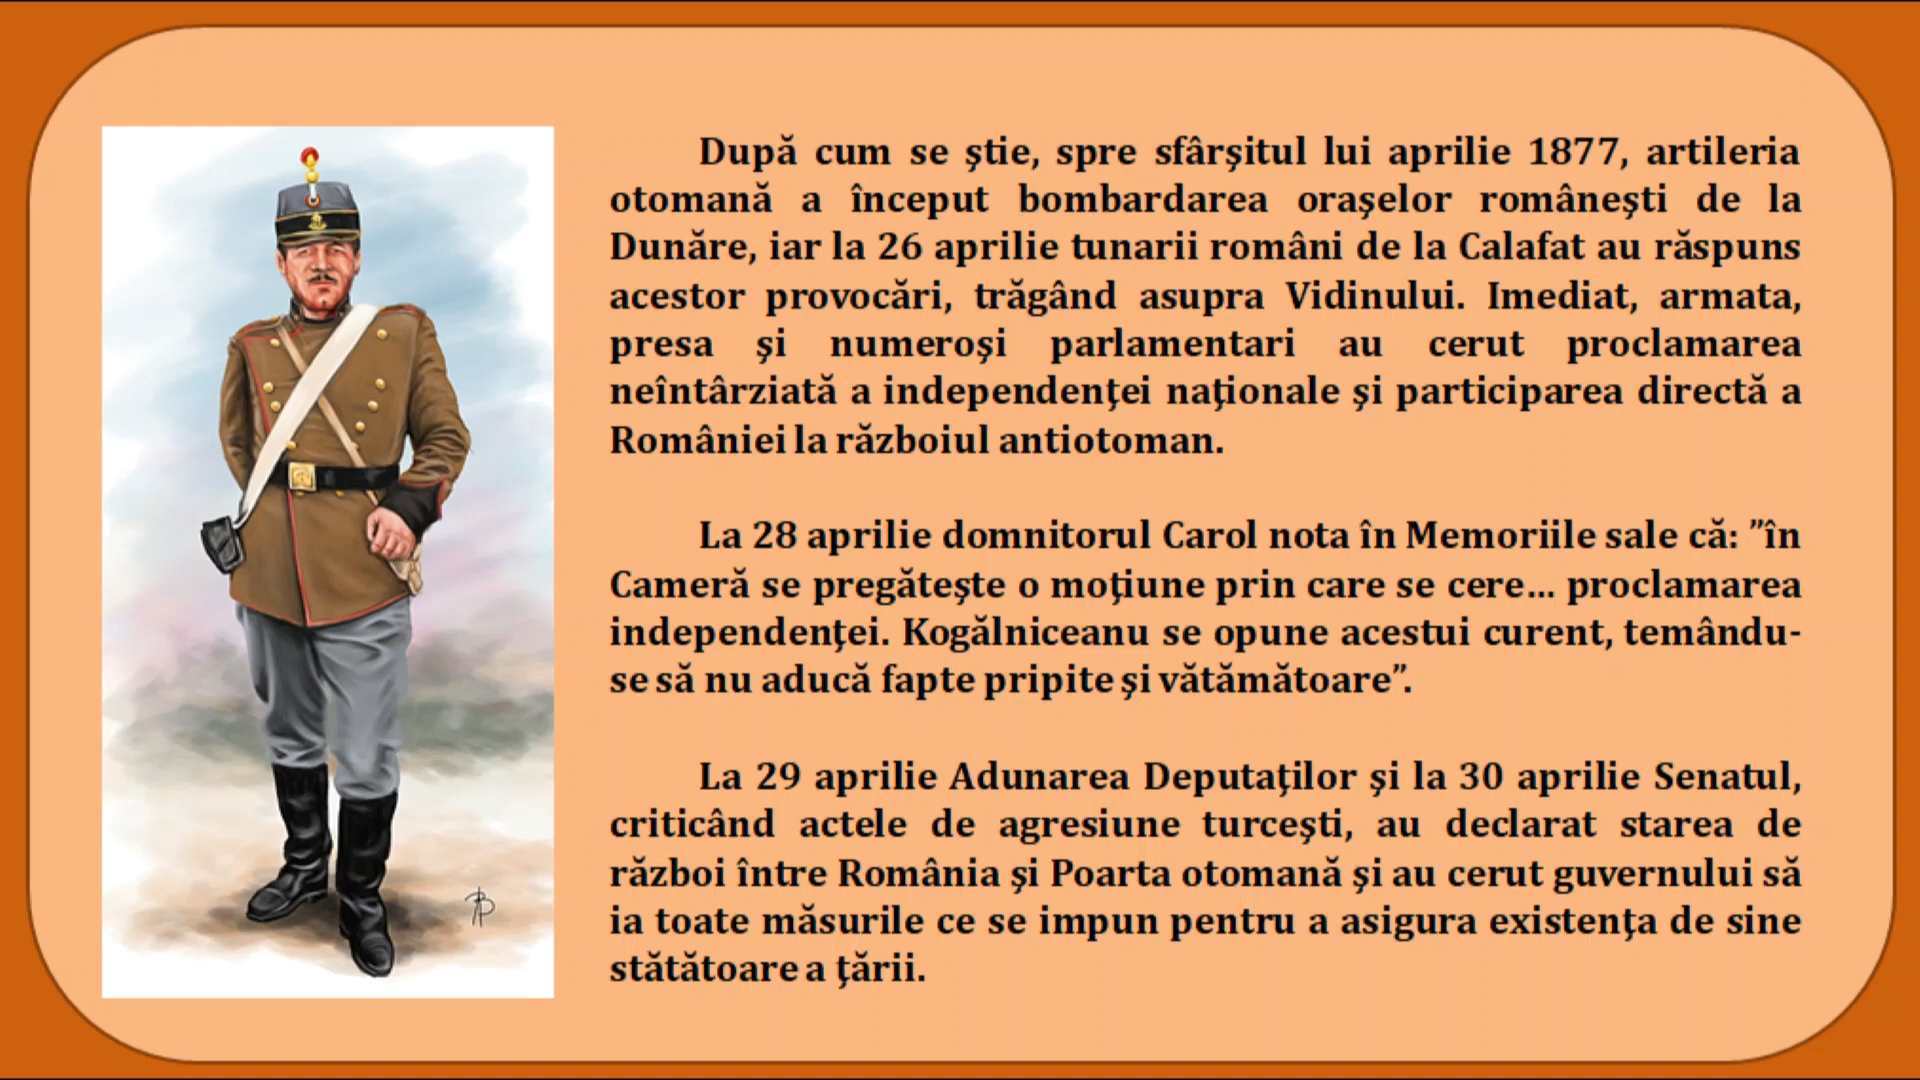 După cum se ştie, spre sfârşitul lui aprilie 1877, artileria
otomană a început bombardarea oraşelor româneşti de la
Dunăre, iar la 26 aprilie tunarii români de la Calafat au răspuns
acestor provocări, trăgând asupra Vidinului. Imediat, armata,
presa şi numeroşi parlamentari au cerut proclamarea
neîntârziată a independenţei naţionale şi participarea directă a
României la războiul antiotoman.
La 28 aprilie domnitorul Carol nota în Memoriile sale că: ”în
Cameră se pregăteşte o moţiune prin care se cere... proclamarea
independenţei. Kogălniceanu se opune acestui curent, temându-
se să nu aducă fapte pripite şi vătămătoare”.
La 29 aprilie Adunarea Deputaţilor şi la 30 aprilie Senatul,
criticând actele de agresiune turceşti, au declarat starea de
război între România şi Poarta otomană şi au cerut guvernului să
ia toate măsurile ce se impun pentru a asigura existenţa de sine
stătătoare a ţării.